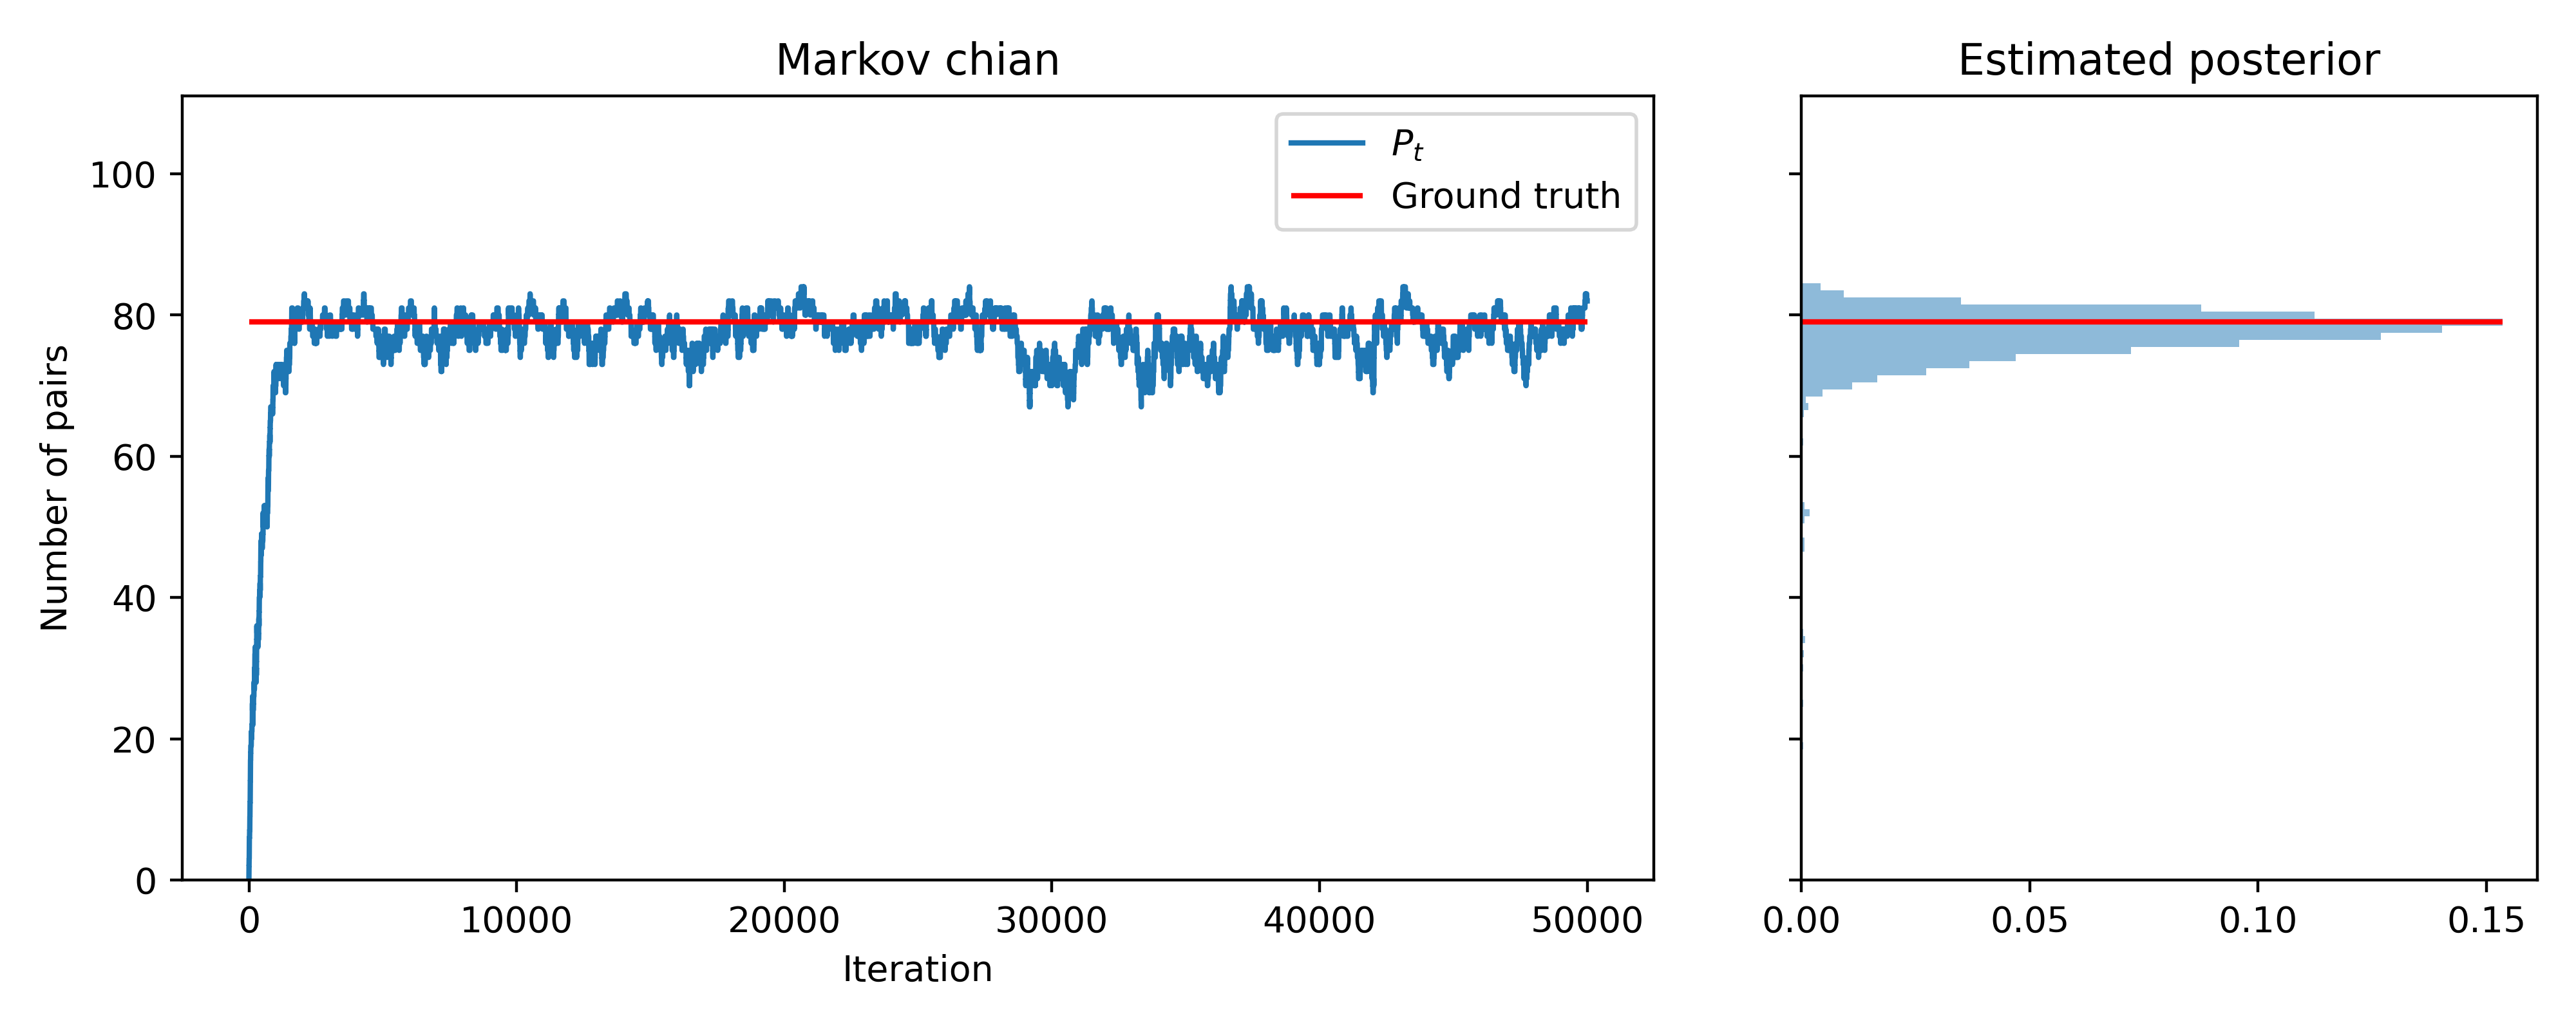 Markov chian
Estimated posterior
P_t
Ground truth
Number of pairs
100
80
60
40
20
0
0 10000 20000 30000 40000 50000
Iteration
0.00 0.05 0.10 0.15